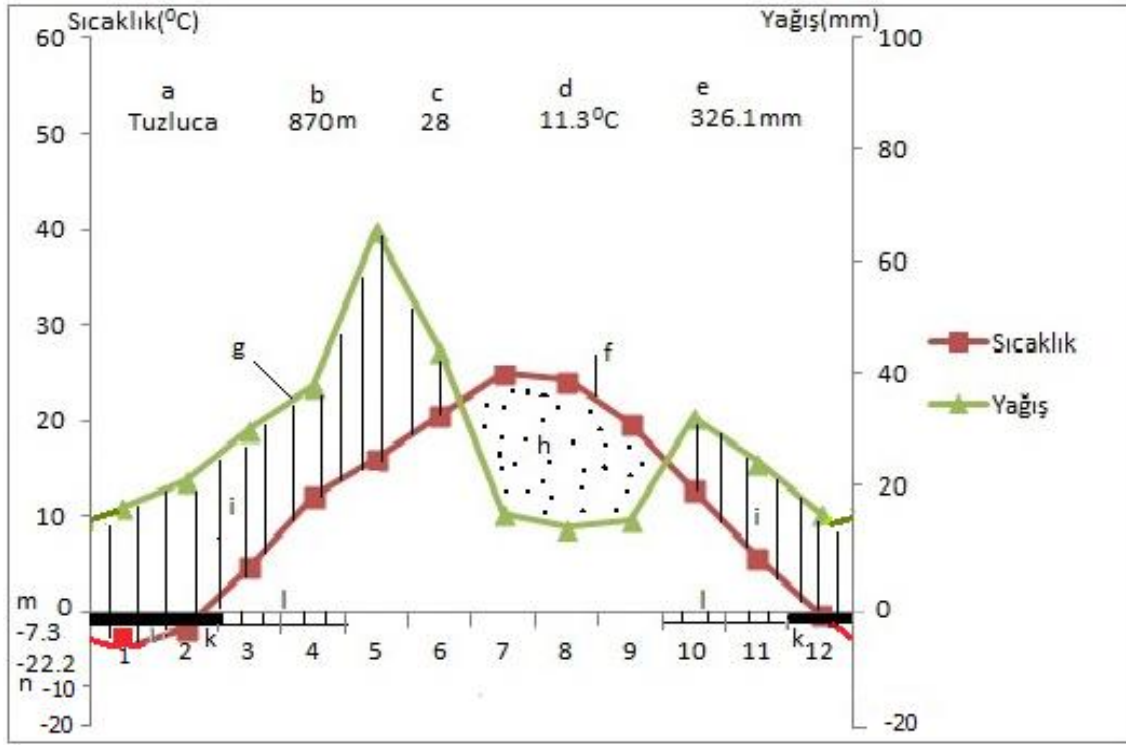 Sıcaklık(⁰C) Yağış(mm)
60 100
a b c d e
Tuzluca 870m 28 11.3⁰C 326.1mm
50 80
40 60
30
g f
Sıcaklık
40
Yağış
20
h
i i
20
10
m 0 l l 0
-7.3 k k
1 2 3 4 5 6 7 8 9 10 11 12
-22.2
n -10
-20 -20